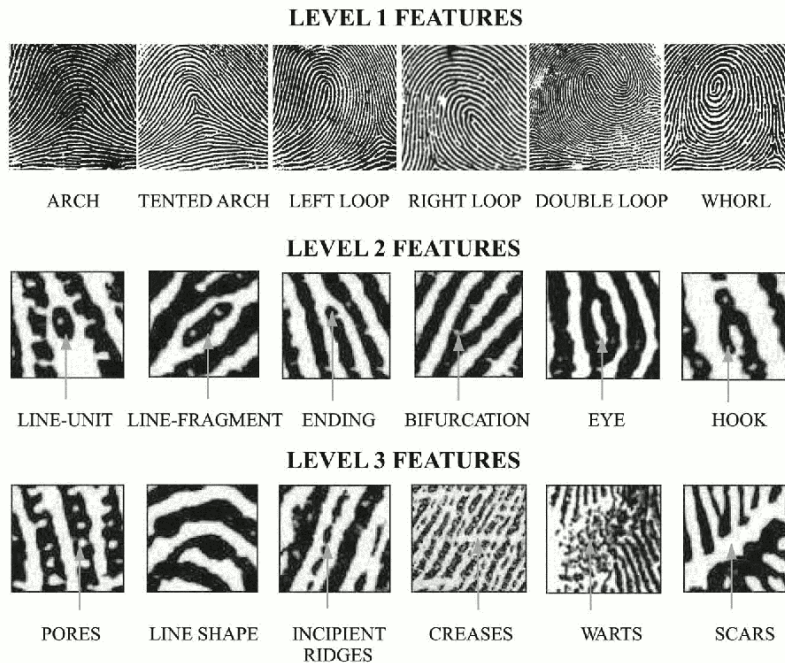 LEVEL 1 FEATURES
ARCH TENTED ARCH LEFT LOOP RIGHT LOOP DOUBLE LOOP WHORL
LEVEL 2 FEATURES
LINE-UNIT LINE-FRAGMENT ENDING BIFURCATION EYE HOOK
LEVEL 3 FEATURES
PORES LINE SHAPE INCIPIENT RIDGES CREASES WARTS SCARS